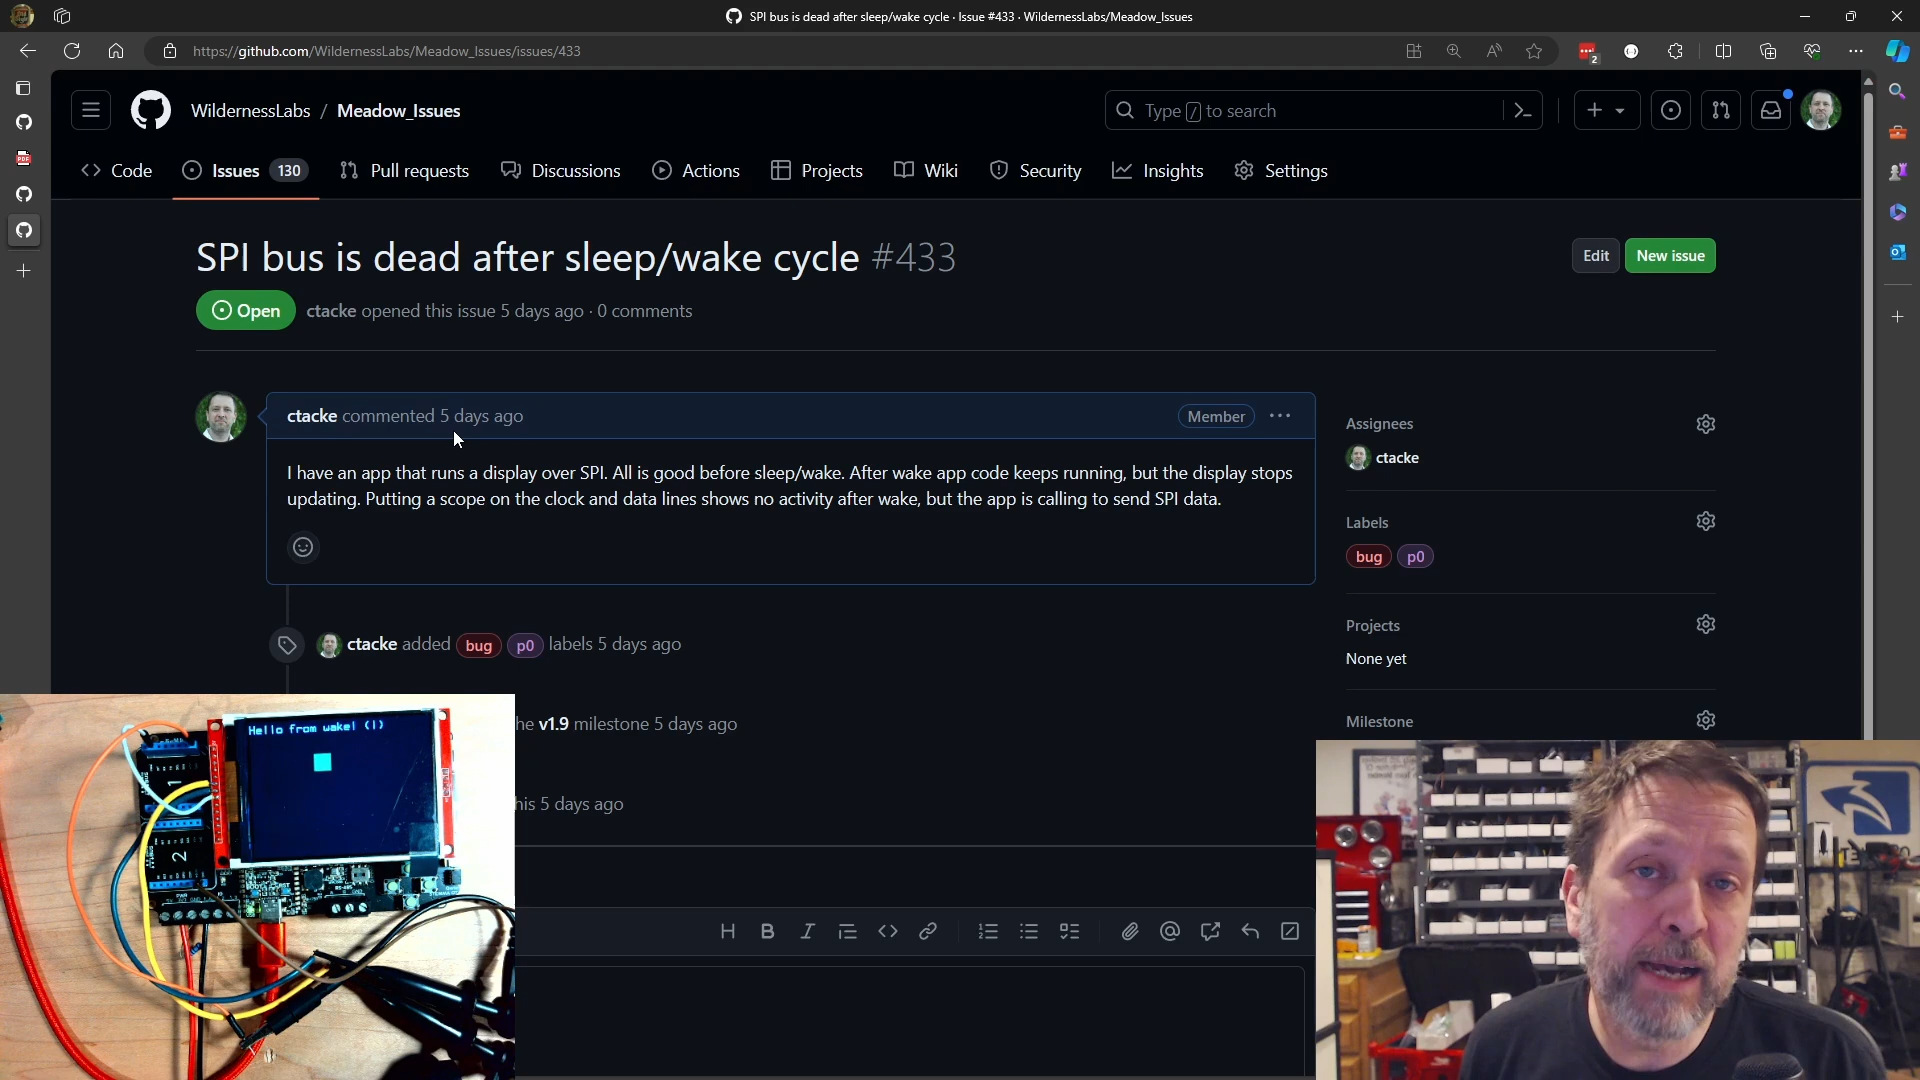 SPI bus is dead after sleep/wake cycle · Issue #433 · WildernessLabs/Meadow_Issues
https://github.com/WildernessLabs/Meadow_Issues/issues/433
2
WildernessLabs / Meadow_Issues
Type / to search
Code
Issues 130
Pull requests
Discussions
Actions
Projects
Wiki
Security
Insights
Settings
SPI bus is dead after sleep/wake cycle #433
Edit
New issue
Open
ctacke opened this issue 5 days ago · 0 comments
ctacke commented 5 days ago
Member
I have an app that runs a display over SPI. All is good before sleep/wake. After wake app code keeps running, but the display stops
updating. Putting a scope on the clock and data lines shows no activity after wake, but the app is calling to send SPI data.
Assignees
ctacke
Labels
bug p0
Projects
None yet
Milestone
ctacke added bug p0 labels 5 days ago
he v1.9 milestone 5 days ago
his 5 days ago
Hello from wake! (1)
1
2